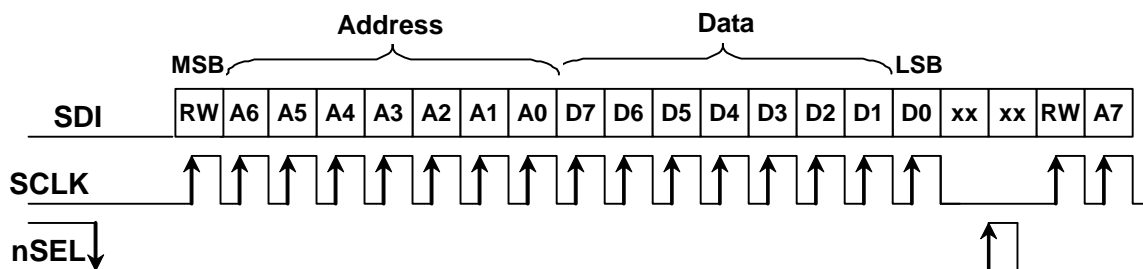 Address Data
MSB LSB
SDI RW A6 A5 A4 A3 A2 A1 A0 D7 D6 D5 D4 D3 D2 D1 D0 xx xx RW A7
SCLK
nSEL